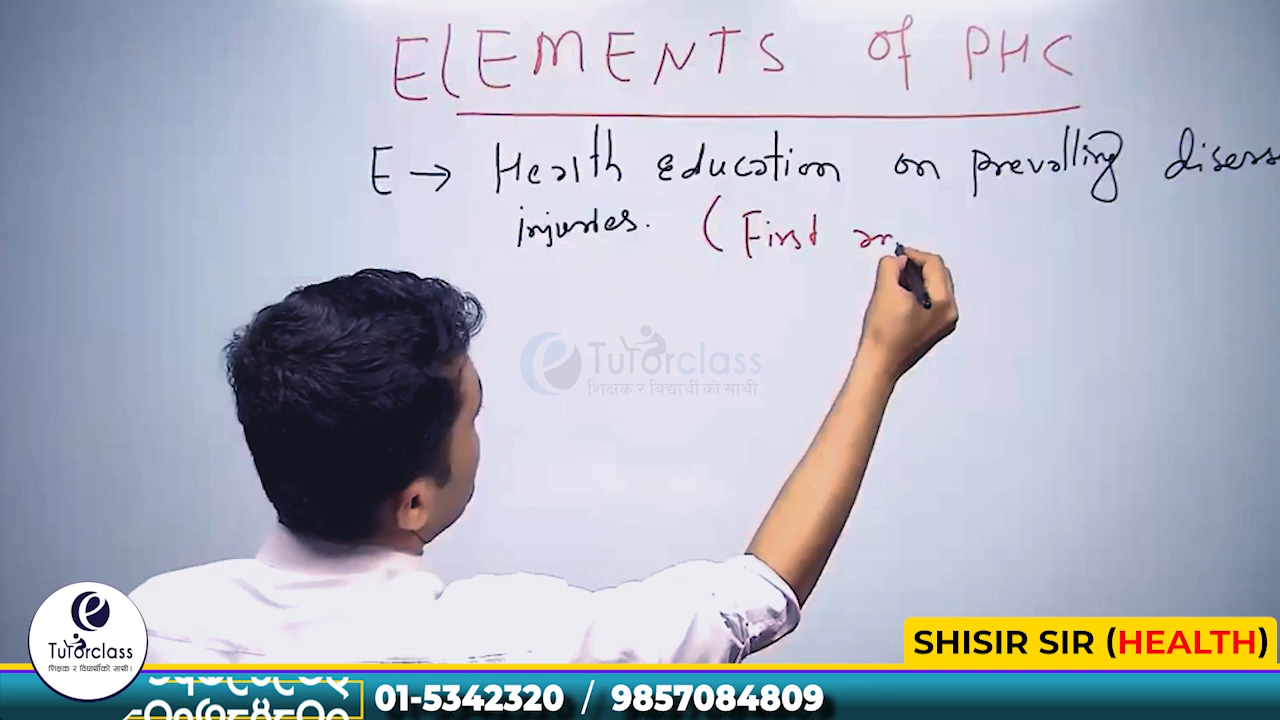 ElEMENTS of PHC
E → Health education on prevailing disease
injuries. (First
TuTorclass
शिक्षक र बिद्यार्थी को साथी
TuTorclass
शिक्षक र विद्यार्थीको साथी।
SHISIR SIR (HEALTH)
01-5342320 / 9857084809